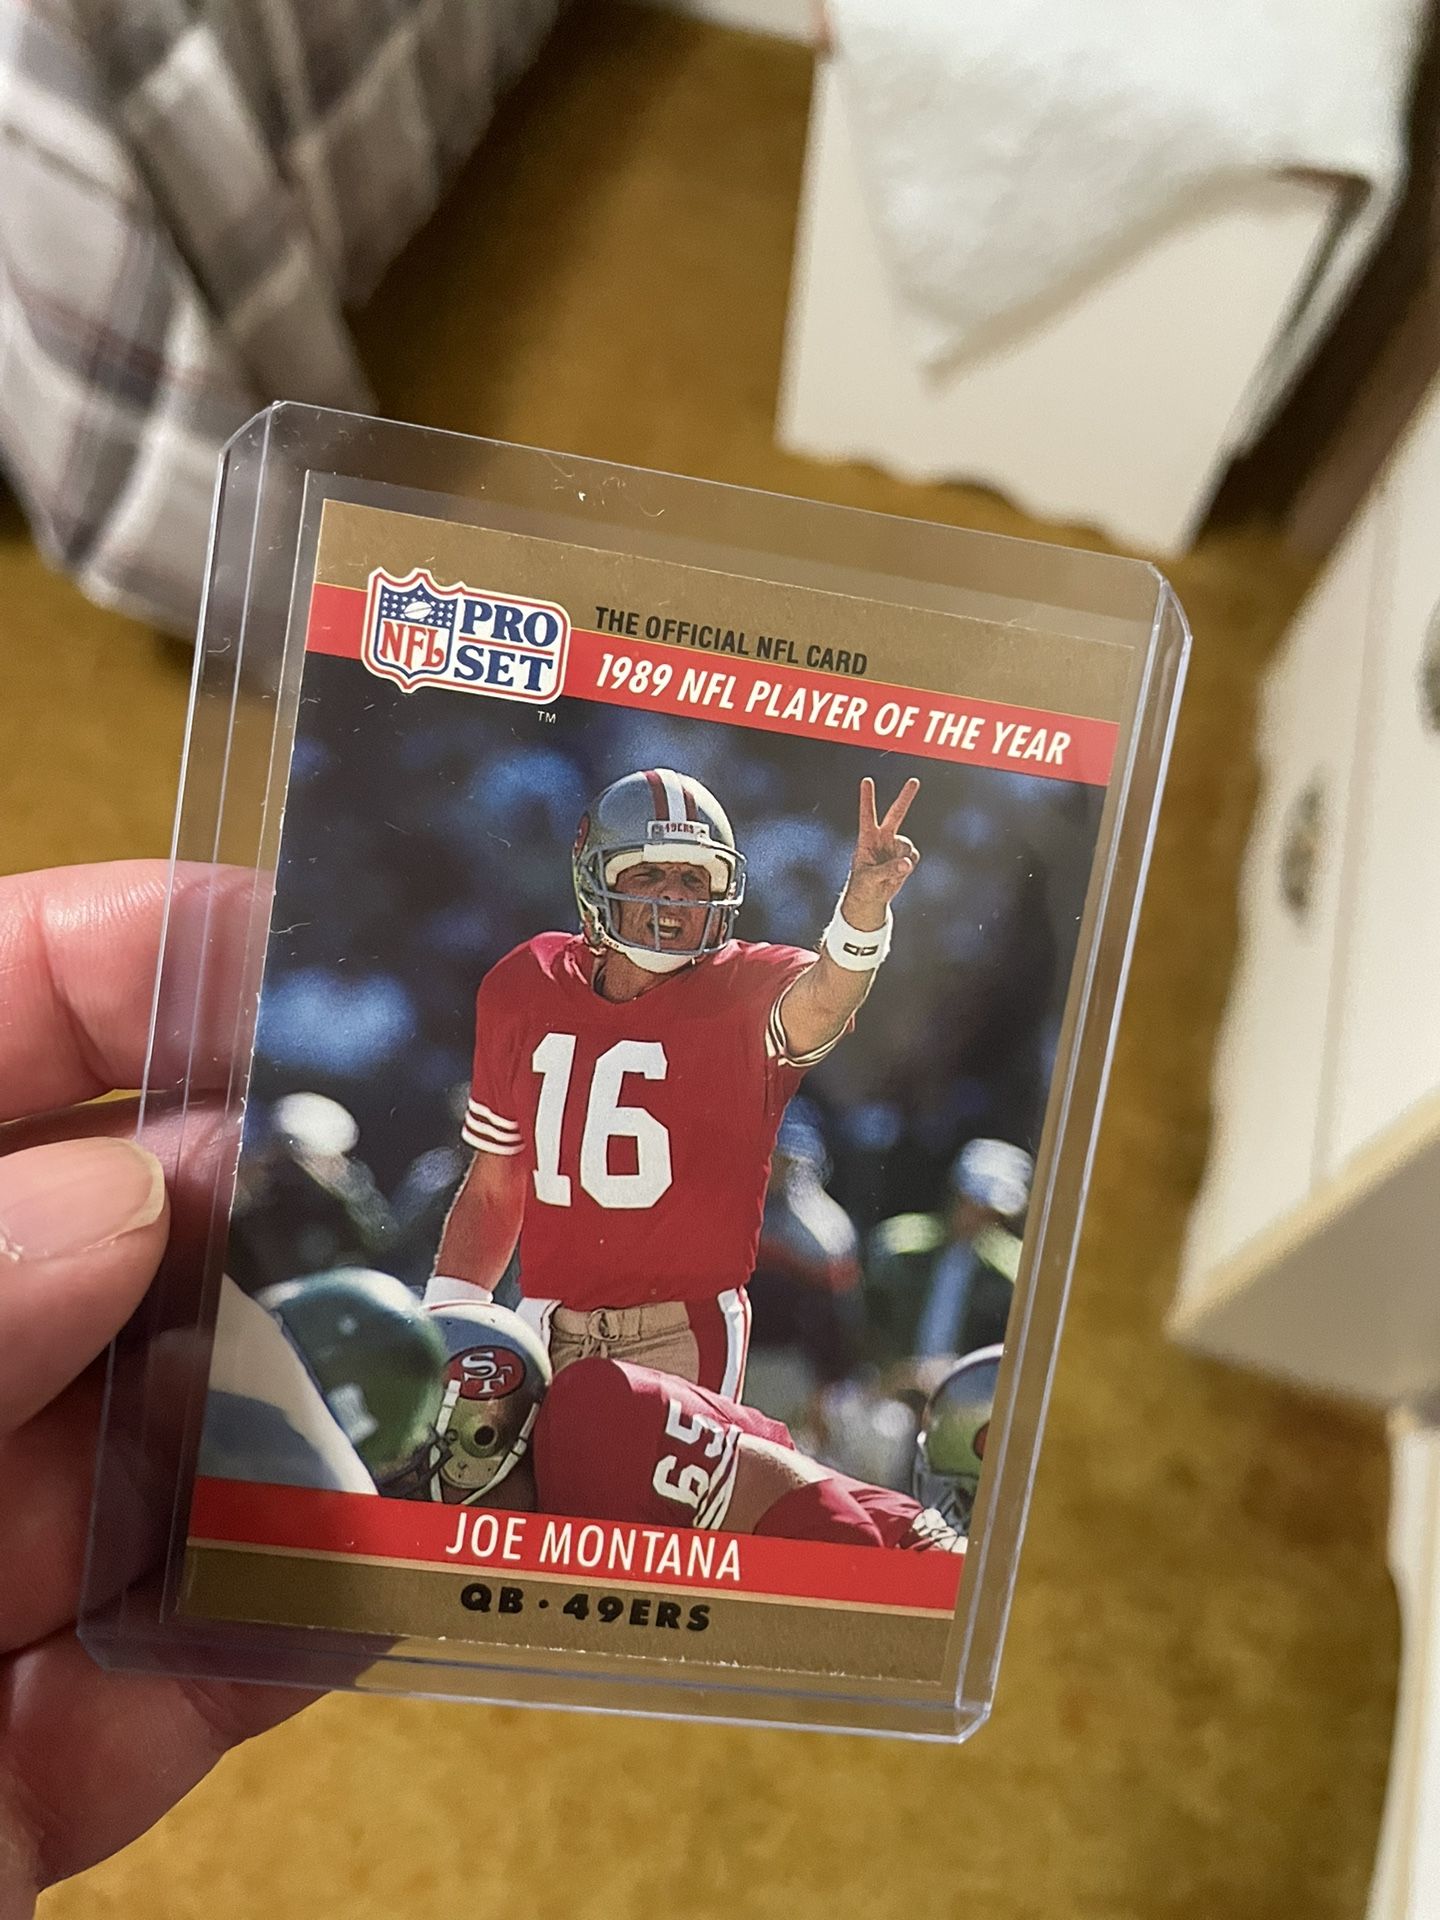 NFL
PRO
SET
TM
THE OFFICIAL NFL CARD
1989 NFL PLAYER OF THE YEAR
49ERS
16
SF
65
JOE MONTANA
QB · 49ERS